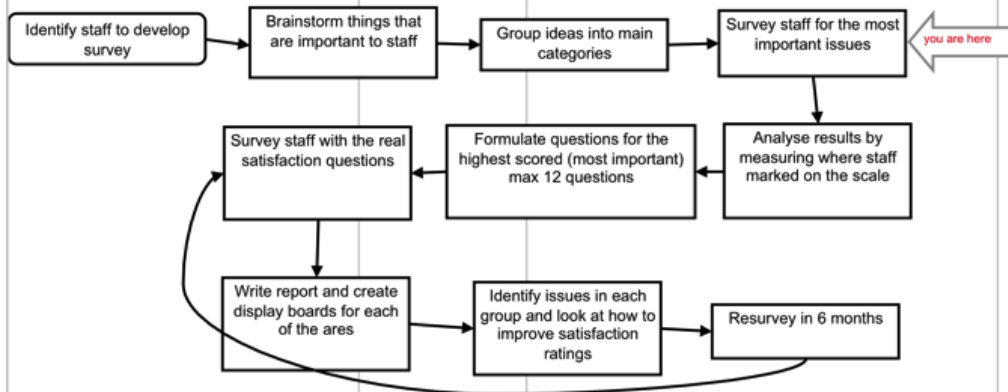 Identify staff to develop
survey
Brainstorm things that
are important to staff
Group ideas into main
categories
Survey staff for the most
important issues
you are here
Analyse results by
measuring where staff
marked on the scale
Formulate questions for the
highest scored (most important)
max 12 questions
Survey staff with the real
satisfaction questions
Write report and create
display boards for each
of the ares
Identify issues in each
group and look at how to
improve satisfaction
ratings
Resurvey in 6 months